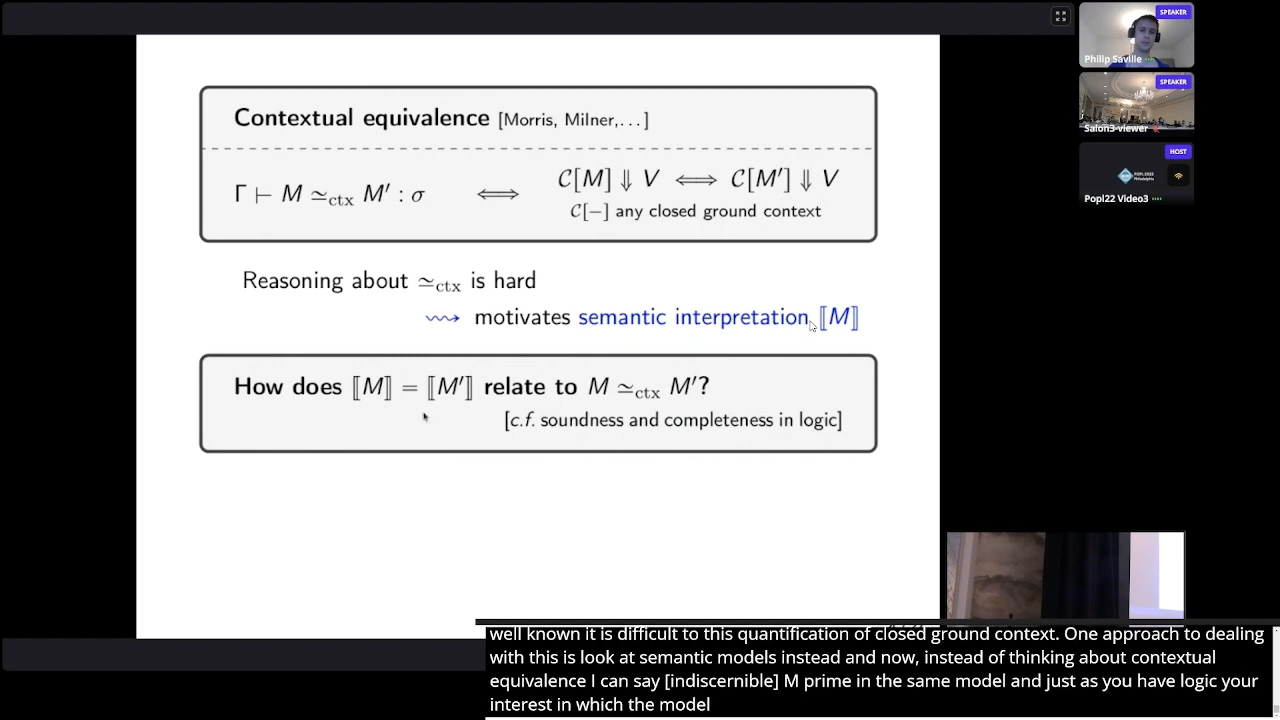 SPEAKER
Philip Saville
SPEAKER
Salon3-viewer
HOST
POPL 2022
Philadelphia
Popl22 Video3
Contextual equivalence [Morris, Milner,...]
Γ ⊢ M ≃ctx M′ : σ ⟺ C[M] ⇓ V ⟺ C[M′] ⇓ V
C[−] any closed ground context
Reasoning about ≃ctx is hard
⟿ motivates semantic interpretation ⟦M⟧
How does ⟦M⟧ = ⟦M′⟧ relate to M ≃ctx M′?
[c.f. soundness and completeness in logic]
well known it is difficult to this quantification of closed ground context. One approach to dealing
with this is look at semantic models instead and now, instead of thinking about contextual
equivalence I can say [indiscernible] M prime in the same model and just as you have logic your
interest in which the model